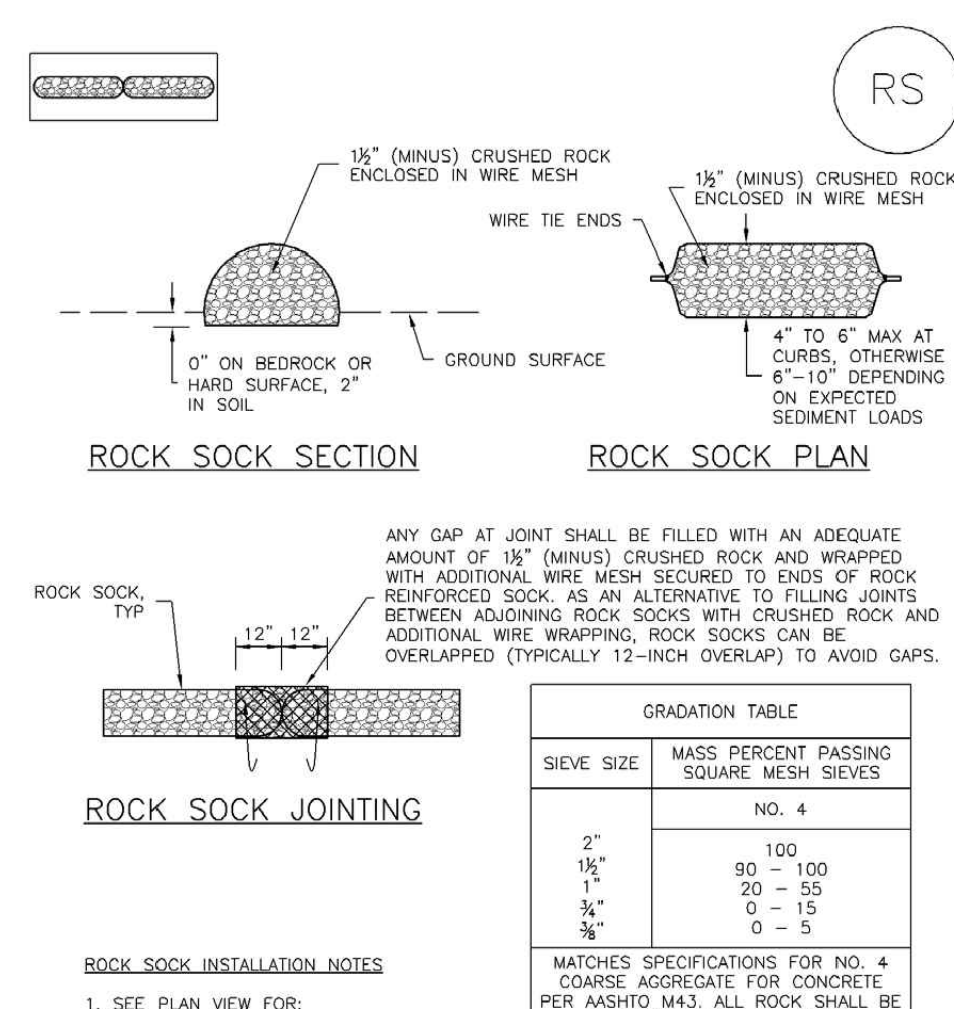 RS
1½" (MINUS) CRUSHED ROCK
ENCLOSED IN WIRE MESH
0" ON BEDROCK OR
HARD SURFACE, 2"
IN SOIL
GROUND SURFACE
ROCK SOCK SECTION
1½" (MINUS) CRUSHED ROCK
ENCLOSED IN WIRE MESH
WIRE TIE ENDS
4" TO 6" MAX AT
CURBS, OTHERWISE
6"-10" DEPENDING
ON EXPECTED
SEDIMENT LOADS
ROCK SOCK PLAN
ANY GAP AT JOINT SHALL BE FILLED WITH AN ADEQUATE
AMOUNT OF 1½" (MINUS) CRUSHED ROCK AND WRAPPED
WITH ADDITIONAL WIRE MESH SECURED TO ENDS OF ROCK
REINFORCED SOCK. AS AN ALTERNATIVE TO FILLING JOINTS
BETWEEN ADJOINING ROCK SOCKS WITH CRUSHED ROCK AND
ADDITIONAL WIRE WRAPPING, ROCK SOCKS CAN BE
OVERLAPPED (TYPICALLY 12-INCH OVERLAP) TO AVOID GAPS.
ROCK SOCK,
TYP
12" 12"
ROCK SOCK JOINTING
GRADATION TABLE
SIEVE SIZE
MASS PERCENT PASSING
SQUARE MESH SIEVES
NO. 4
2" 100
1½" 90 - 100
1" 20 - 55
¾" 0 - 15
⅜" 0 - 5
MATCHES SPECIFICATIONS FOR NO. 4
COARSE AGGREGATE FOR CONCRETE
PER AASHTO M43. ALL ROCK SHALL BE
ROCK SOCK INSTALLATION NOTES
1. SEE PLAN VIEW FOR: